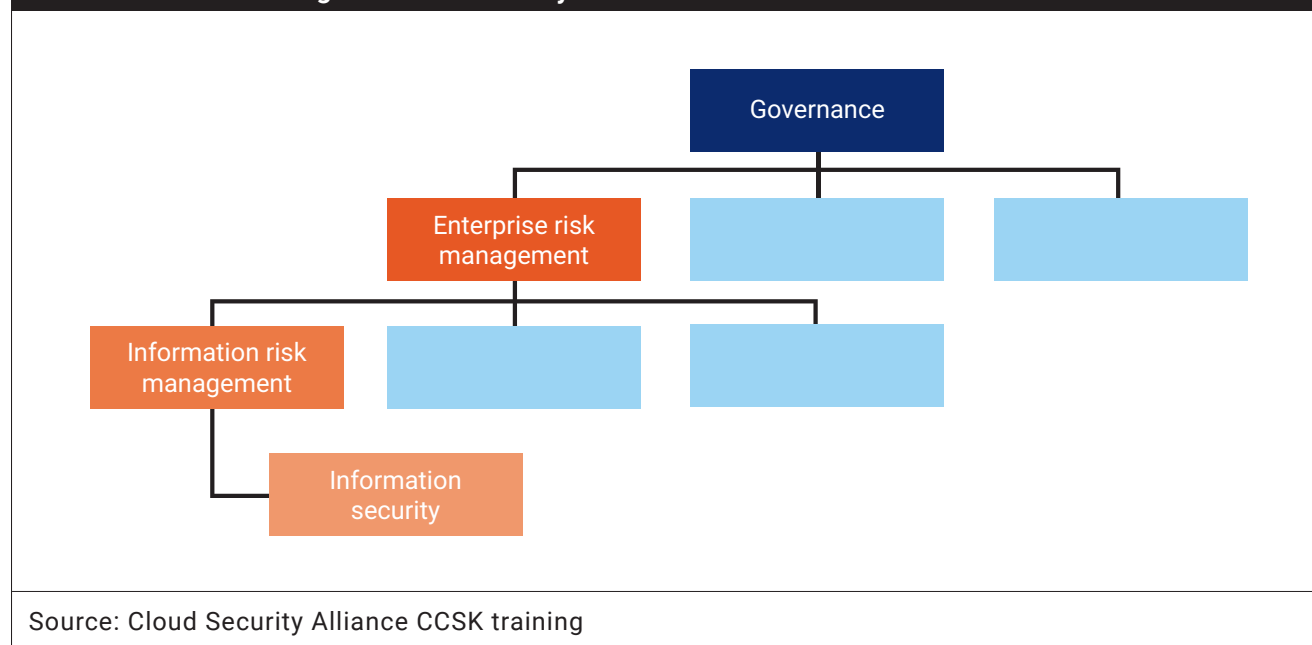 Governance
Enterprise risk
management
Information risk
management
Information
security
Source: Cloud Security Alliance CCSK training